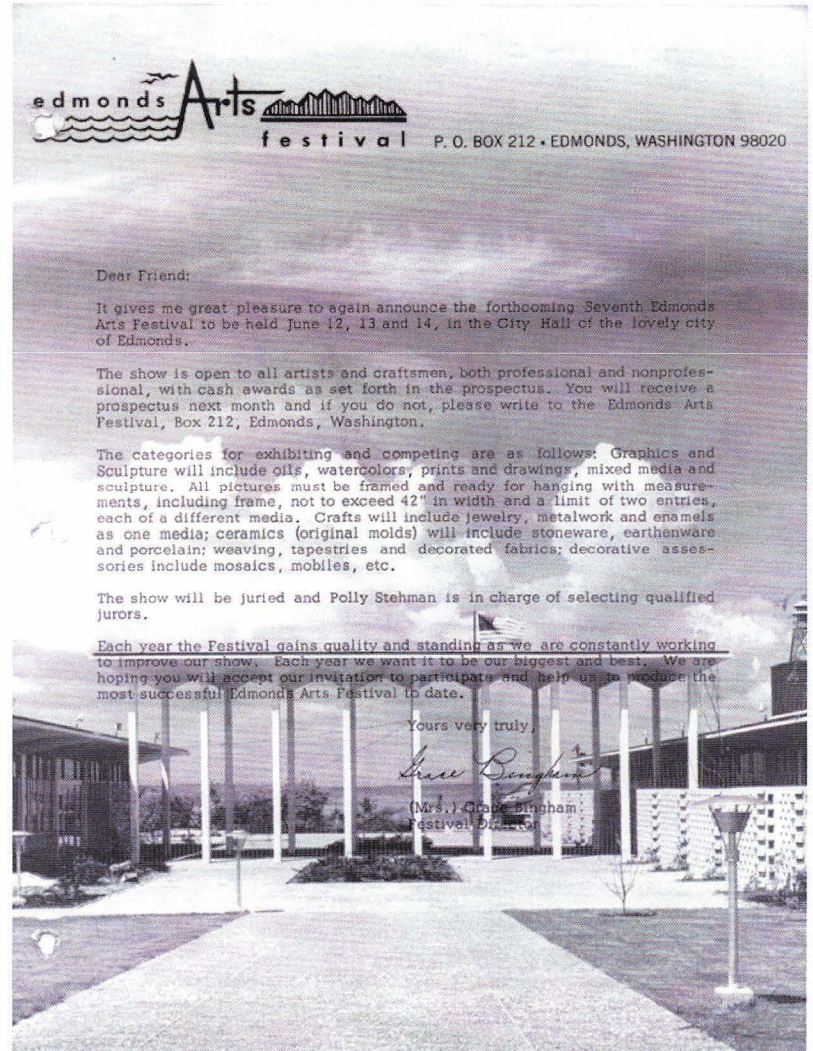 edmonds Arts
festival P. O. BOX 212 • EDMONDS, WASHINGTON 98020
Dear Friend:
It gives me great pleasure to again announce the forthcoming Seventh Edmonds
Arts Festival to be held June 12, 13 and 14, in the City Hall of the lovely city
of Edmonds.
The show is open to all artists and craftsmen, both professional and nonprofes-
sional, with cash awards as set forth in the prospectus. You will receive a
prospectus next month and if you do not, please write to the Edmonds Arts
Festival, Box 212, Edmonds, Washington.
The categories for exhibiting and competing are as follows: Graphics and
Sculpture will include oils, watercolors, prints and drawings, mixed media and
sculpture. All pictures must be framed and ready for hanging with measure-
ments, including frame, not to exceed 42" in width and a limit of two entries,
each of a different media. Crafts will include jewelry, metalwork and enamels
as one media; ceramics (original molds) will include stoneware, earthenware
and porcelain; weaving, tapestries and decorated fabrics; decorative asses-
sories include mosaics, mobiles, etc.
The show will be juried and Polly Stehman is in charge of selecting qualified
jurors.
Each year the Festival gains quality and standing as we are constantly working
to improve our show. Each year we want it to be our biggest and best. We are
hoping you will accept our invitation to participate and help us to produce the
most successful Edmonds Arts Festival to date.
Yours very truly,
Grace Bingham
(Mrs.) Grace Bingham
Festival Director